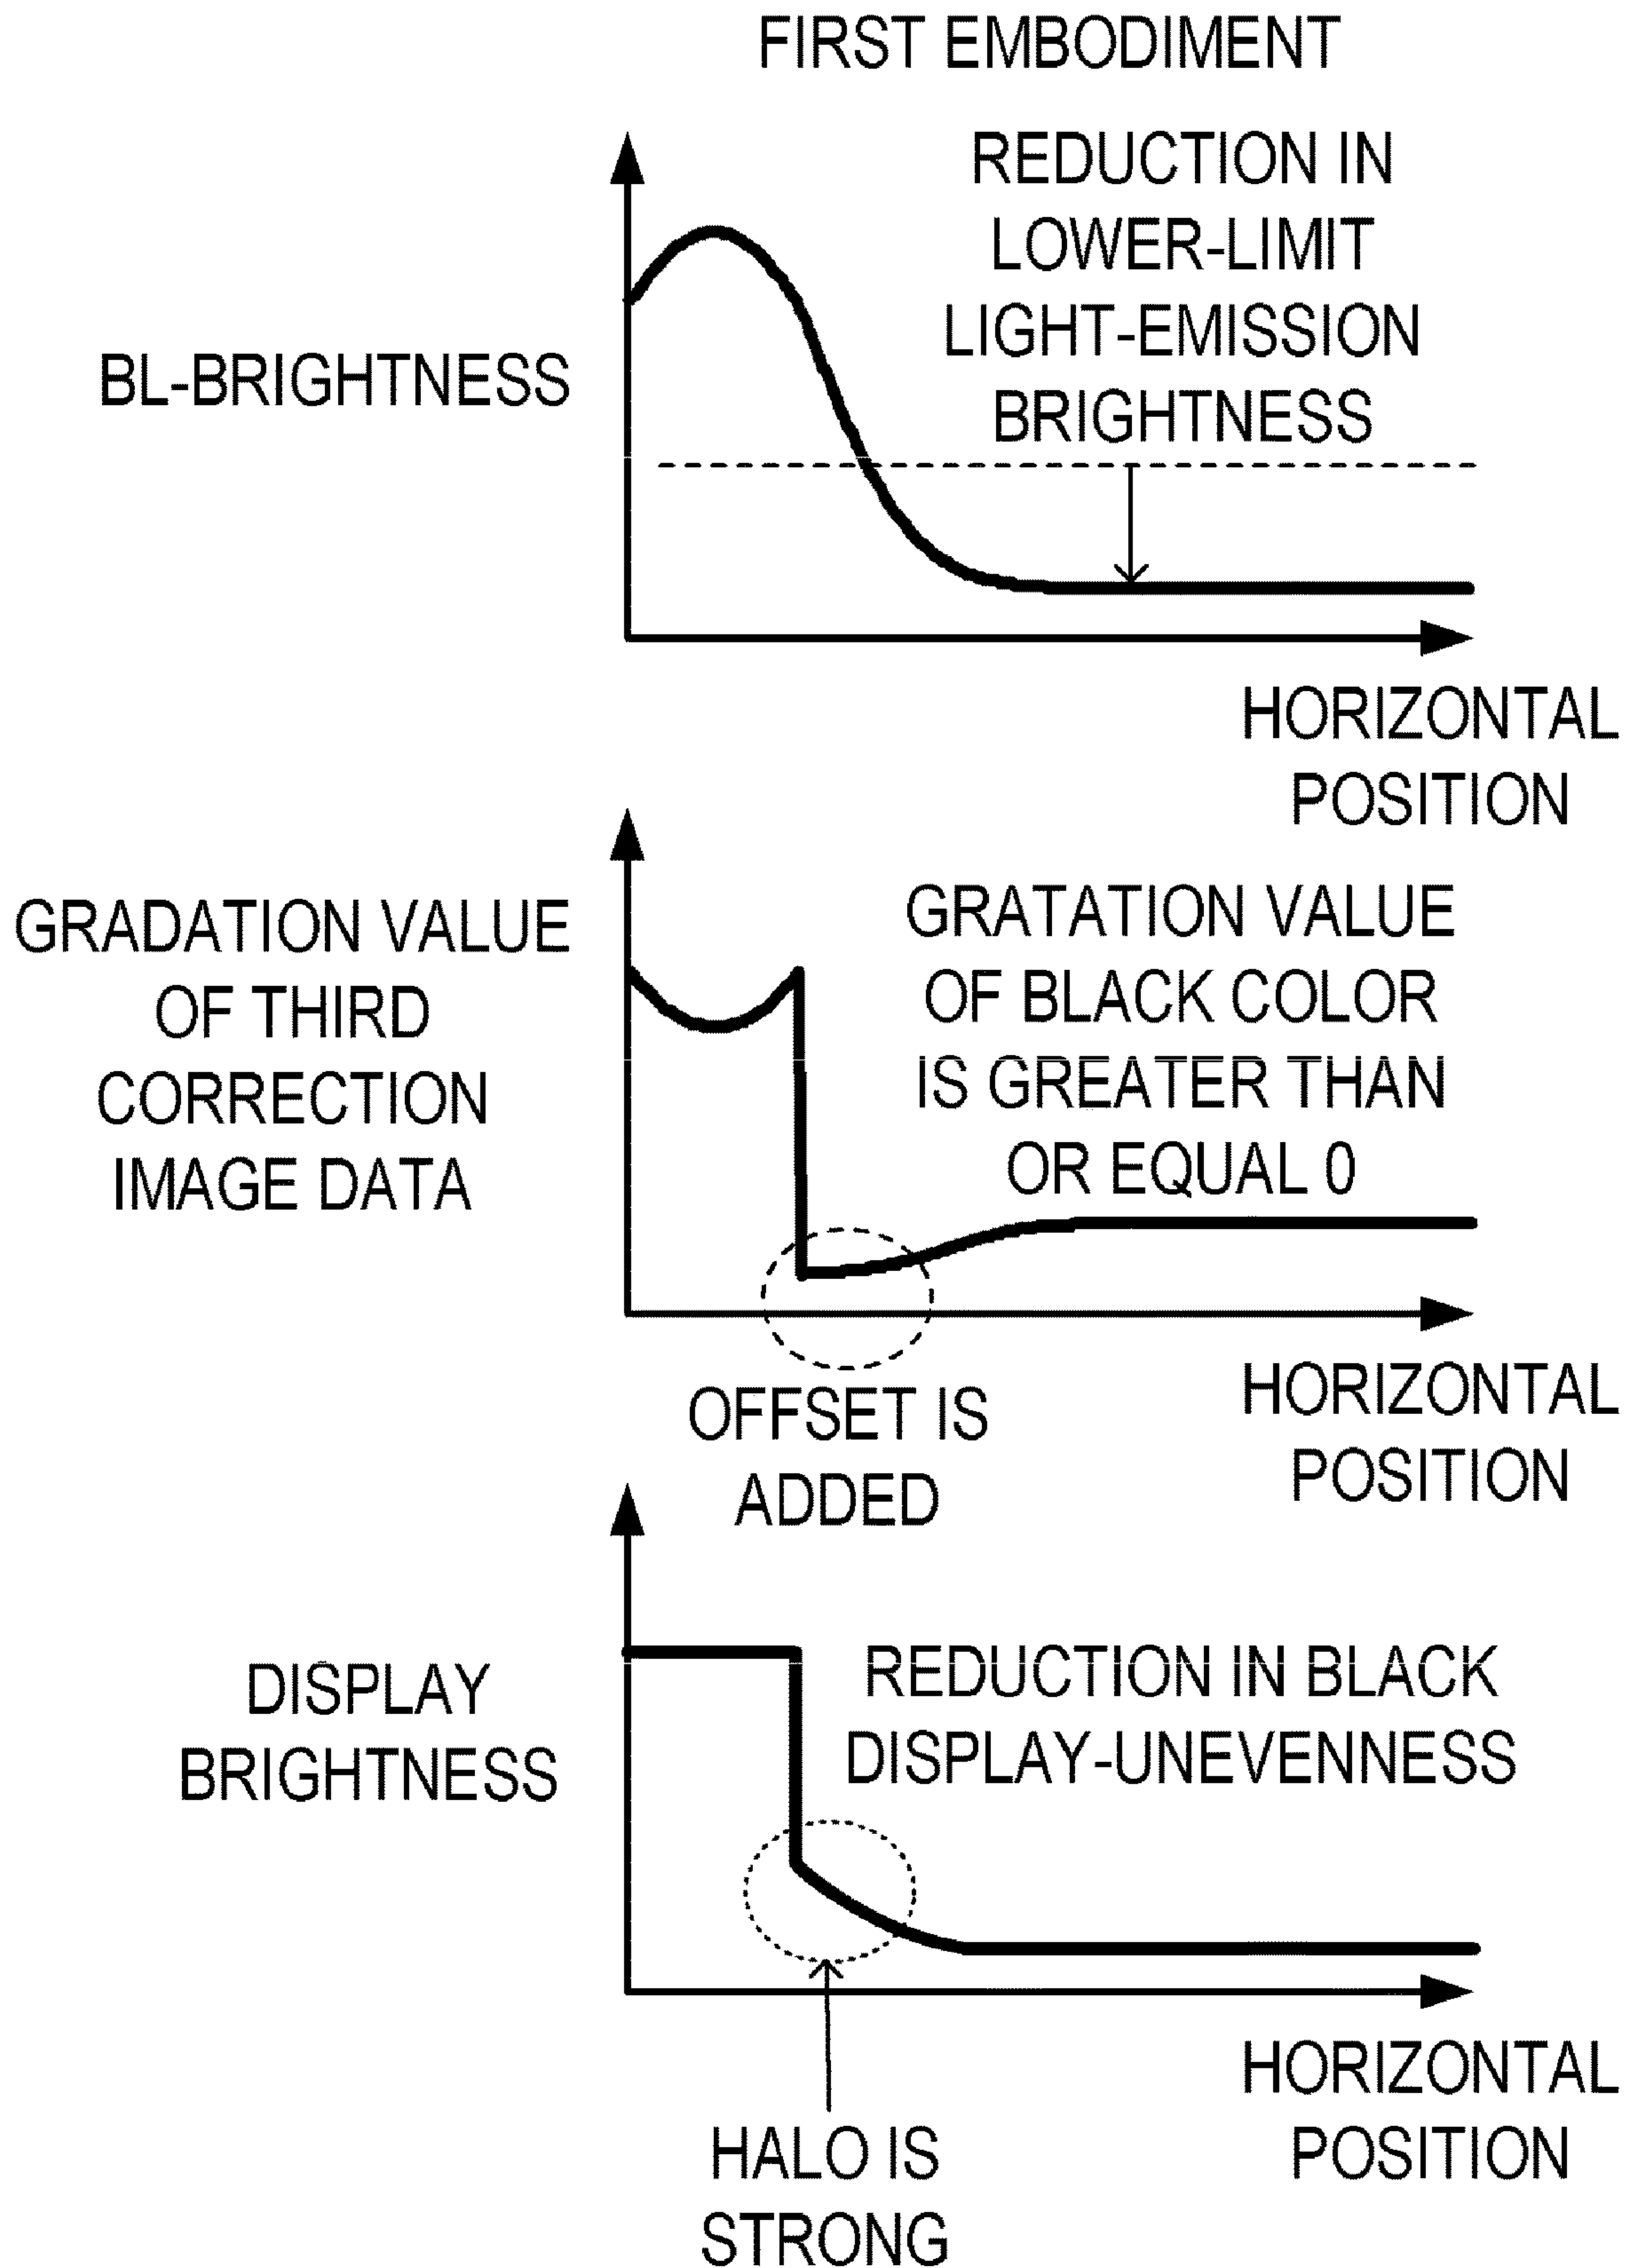 FIRST EMBODIMENT
REDUCTION IN
LOWER-LIMIT
LIGHT-EMISSION
BRIGHTNESS
BL-BRIGHTNESS
HORIZONTAL
POSITION
GRADATION VALUE
OF THIRD
CORRECTION
IMAGE DATA
GRATATION VALUE
OF BLACK COLOR
IS GREATER THAN
OR EQUAL 0
OFFSET IS
ADDED
HORIZONTAL
POSITION
DISPLAY
BRIGHTNESS
REDUCTION IN BLACK
DISPLAY-UNEVENNESS
HALO IS
STRONG
HORIZONTAL
POSITION